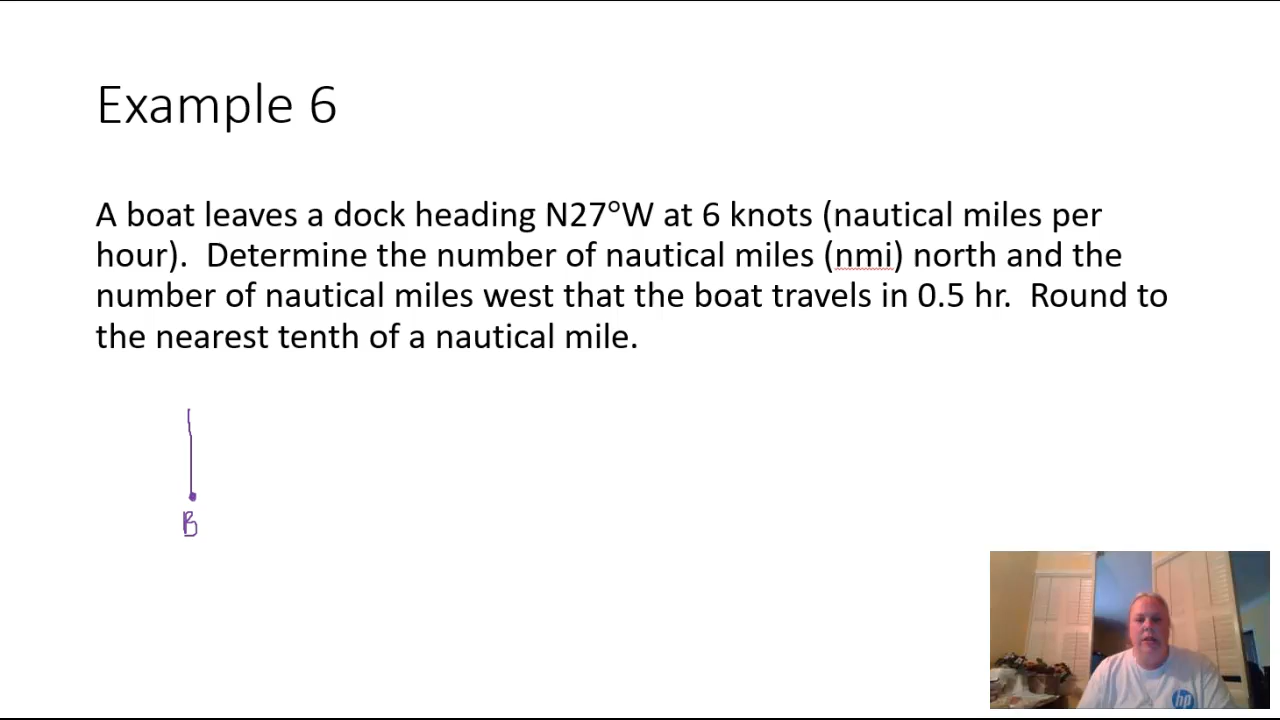 Example 6
A boat leaves a dock heading N27°W at 6 knots (nautical miles per
hour).  Determine the number of nautical miles (nmi) north and the
number of nautical miles west that the boat travels in 0.5 hr.  Round to
the nearest tenth of a nautical mile.
B
hp